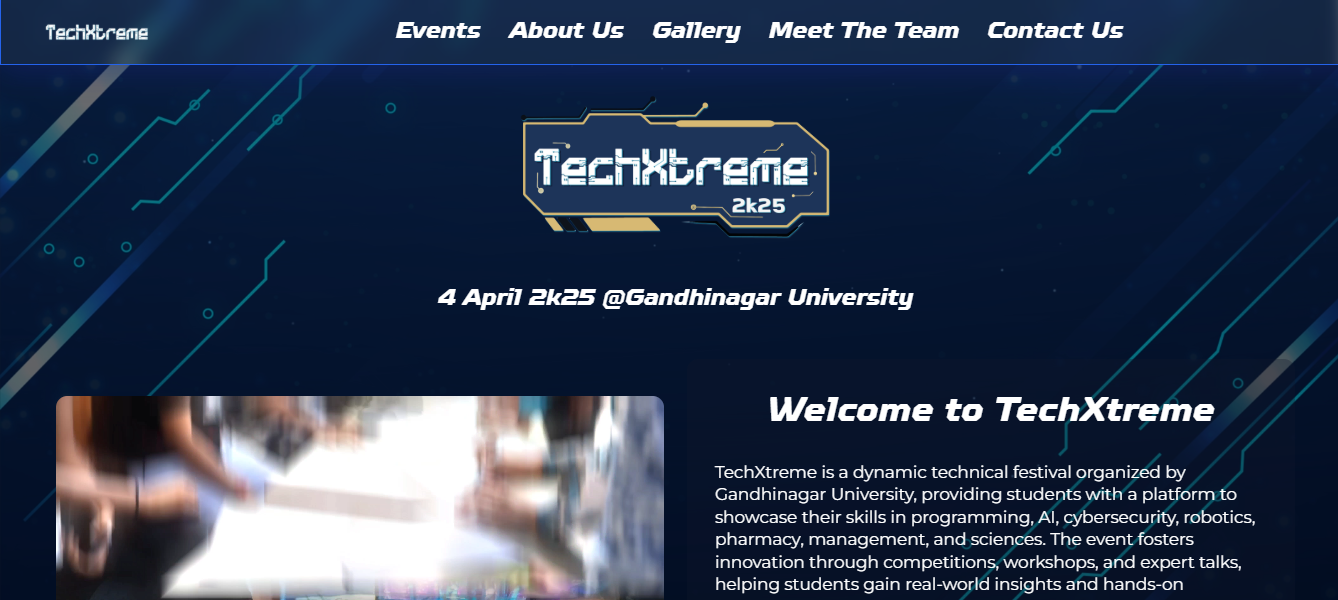 TechXtreme
Events About Us Gallery Meet The Team Contact Us
TechXtreme
2k25
4 April 2k25 @Gandhinagar University
Welcome to TechXtreme
TechXtreme is a dynamic technical festival organized by
Gandhinagar University, providing students with a platform to
showcase their skills in programming, AI, cybersecurity, robotics,
pharmacy, management, and sciences. The event fosters
innovation through competitions, workshops, and expert talks,
helping students gain real-world insights and hands-on